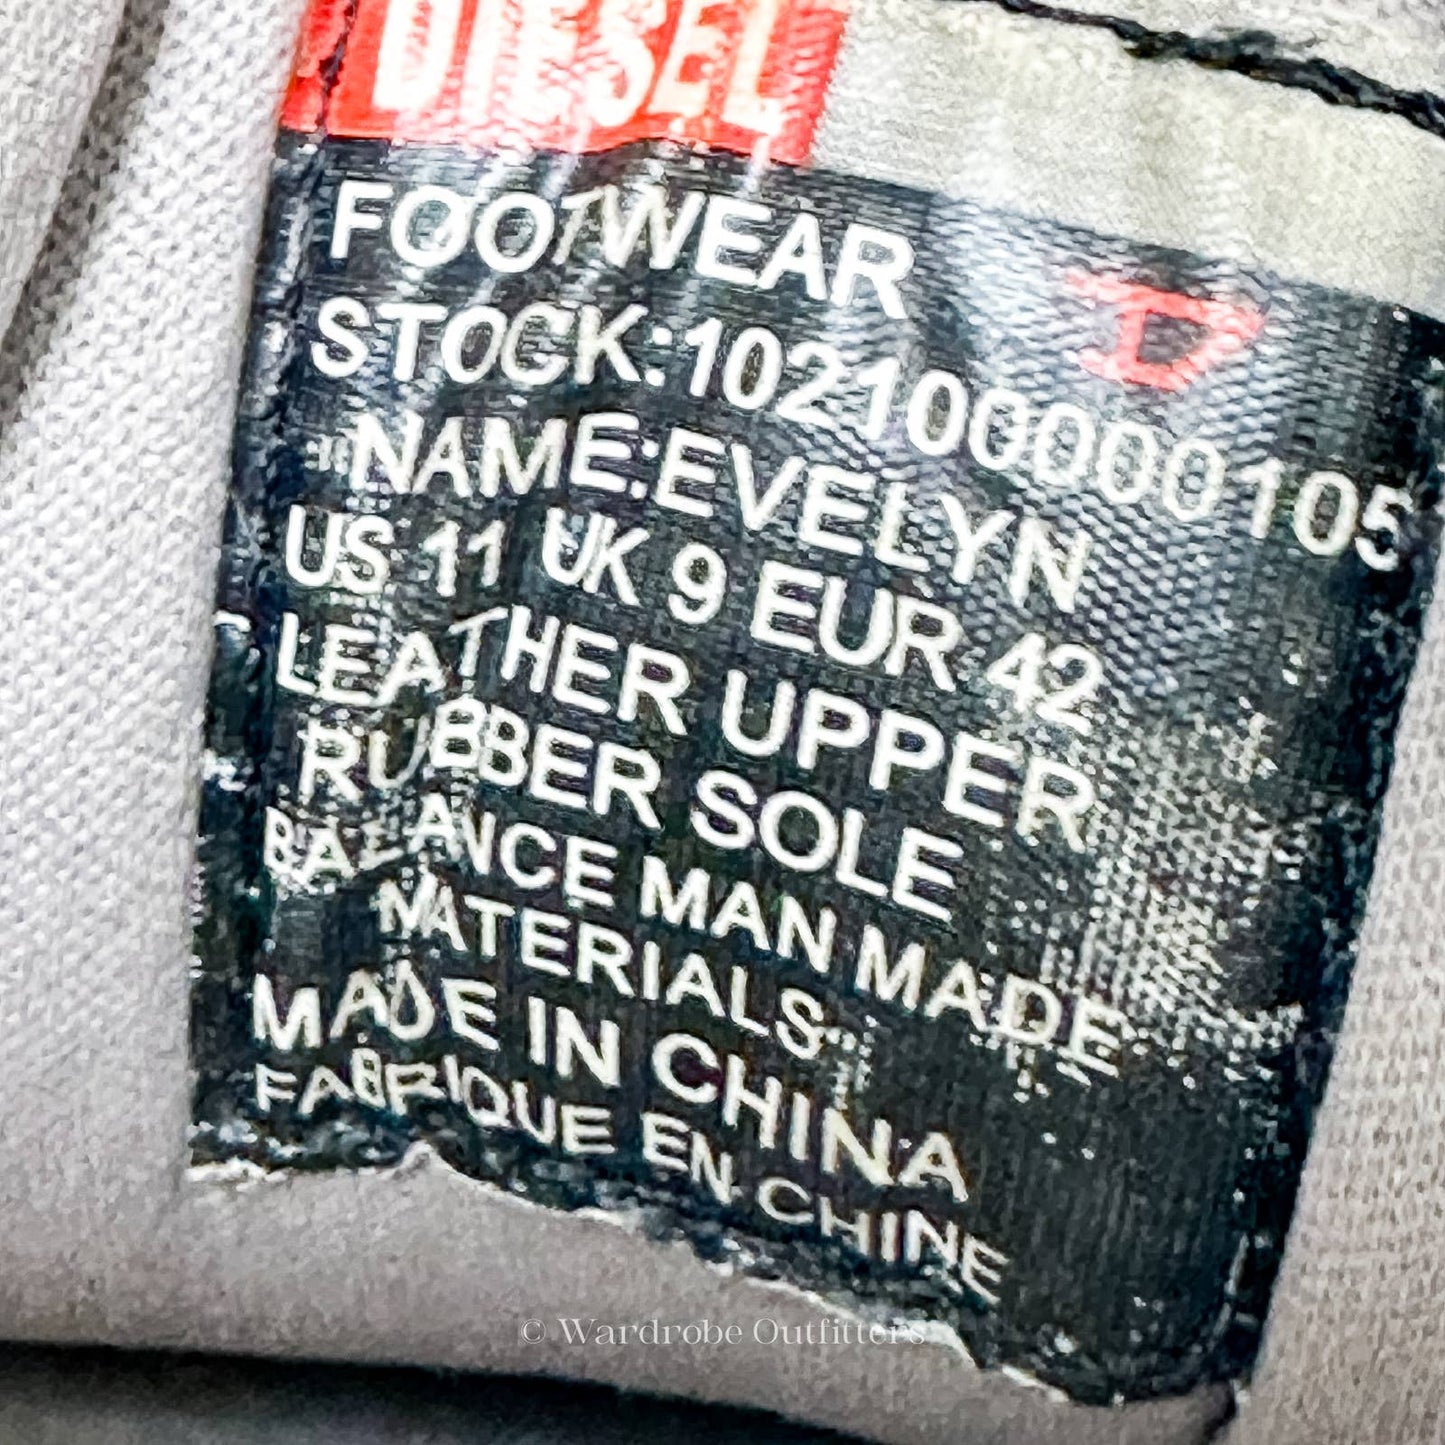 DIESEL
FOOTWEAR
D
STOCK:102100000105
NAME:EVELYN
US 11 UK 9 EUR 42
LEATHER UPPER
RUBBER SOLE
BALANCE MAN MADE
MATERIALS
MADE IN CHINA
FABRIQUE EN CHINE
© Wardrobe Outfitters